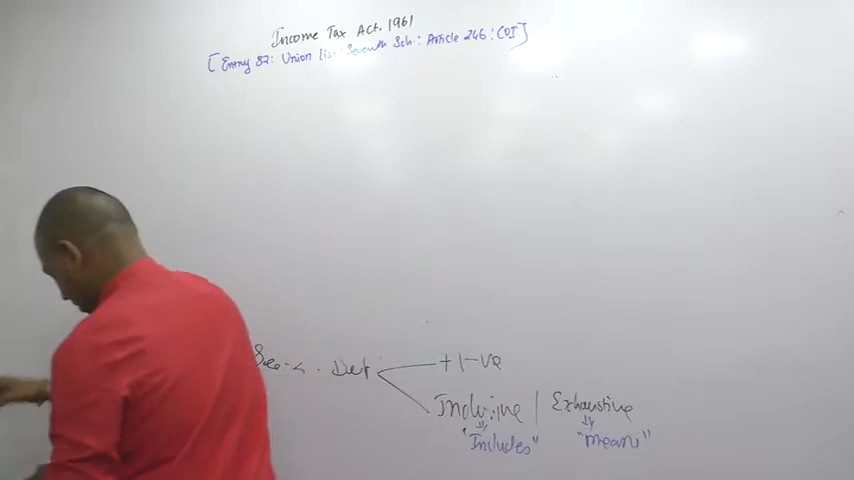 Income Tax Act, 1961
[Entry 82: Union List: Seventh Sch: Article 246: COI]
Sec-2. Def
+/-ve
Inclusive | Exhaustive
"Includes" "means"